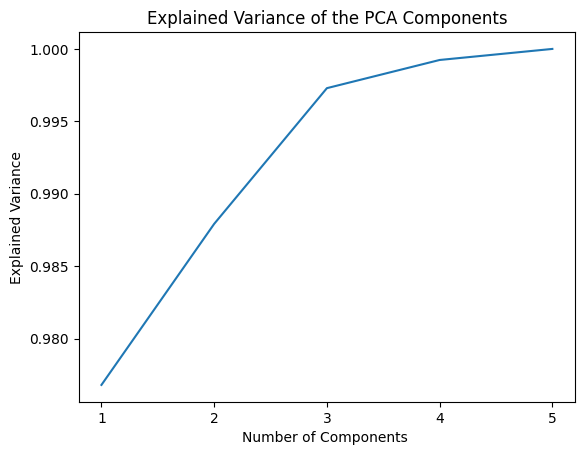 Explained Variance of the PCA Components
1.000
0.995
0.990
0.985
0.980
Explained Variance
1 2 3 4 5
Number of Components